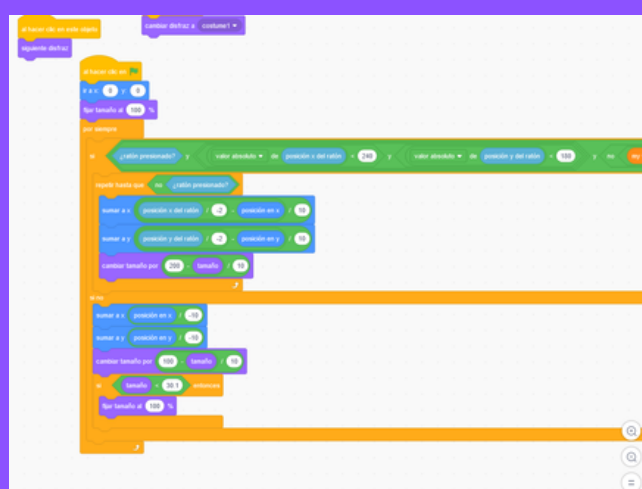 al hacer clic en este objeto
siguiente disfraz
cambiar disfraz a costume1
al hacer clic en
ir a x: 0 y: 0
fijar tamaño al 100 %
por siempre
si ¿ratón presionado? y valor absoluto de posición x del ratón < 240 y valor absoluto de posición y del ratón < 180 y no my
repetir hasta que no ¿ratón presionado?
sumar a x posición x del ratón / -2 - posición en x / 10
sumar a y posición y del ratón / -2 - posición en y / 10
cambiar tamaño por 200 - tamaño / 10
si no
sumar a x posición en x / -10
sumar a y posición en y / -10
cambiar tamaño por 100 - tamaño / 10
si tamaño < 30.1 entonces
fijar tamaño al 100 %